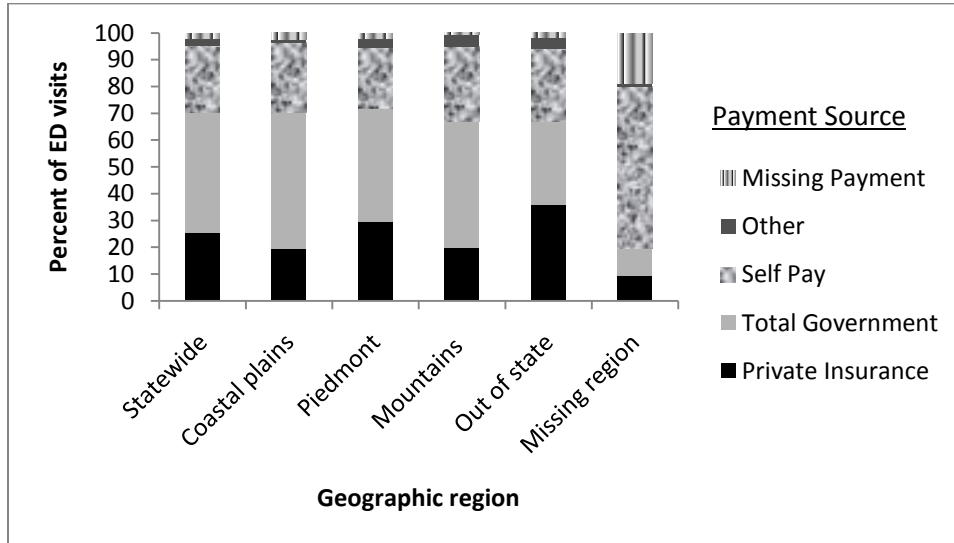 100
90
80
70
60
50
40
30
20
10
0
Percent of ED visits
Statewide
Coastal plains
Piedmont
Mountains
Out of state
Missing region
Geographic region
Payment Source
Missing Payment
Other
Self Pay
Total Government
Private Insurance